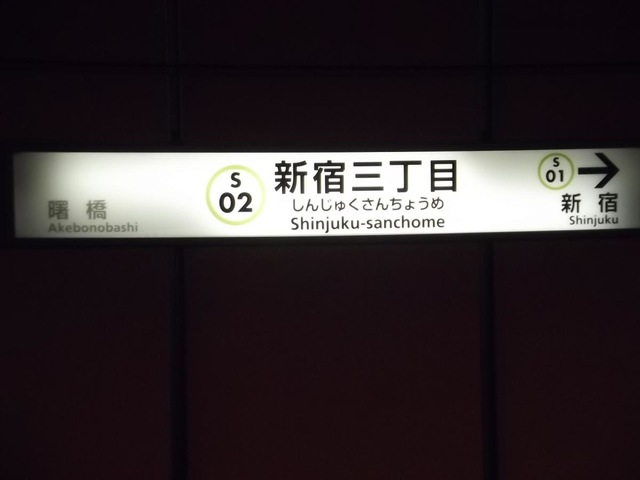 曙橋
Akebonobashi
S
02
新宿三丁目
しんじゅくさんちょうめ
Shinjuku-sanchome
S
01
新宿
Shinjuku